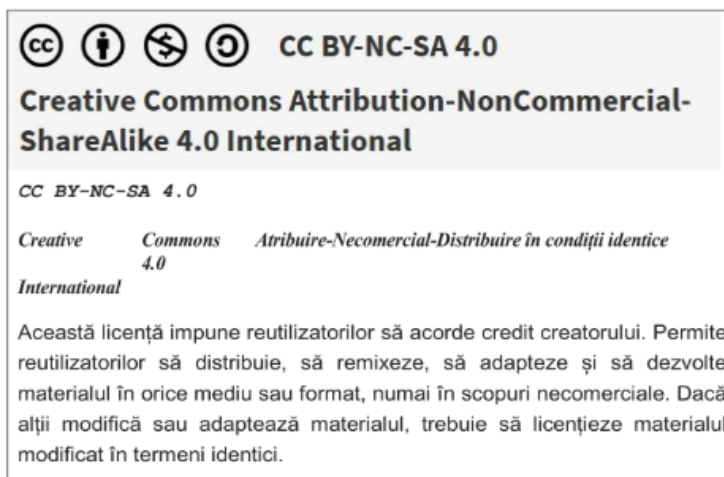 cc CC BY-NC-SA 4.0
Creative Commons Attribution-NonCommercial-
ShareAlike 4.0 International
CC BY-NC-SA 4.0
Creative Commons Atribuire-Necomercial-Distribuire în condiții identice
4.0
International
Această licență impune reutilizatorilor să acorde credit creatorului. Permite
reutilizatorilor să distribuie, să remixeze, să adapteze și să dezvolte
materialul în orice mediu sau format, numai în scopuri necomerciale. Dacă
alții modifică sau adaptează materialul, trebuie să licențieze materialul
modificat în termeni identici.